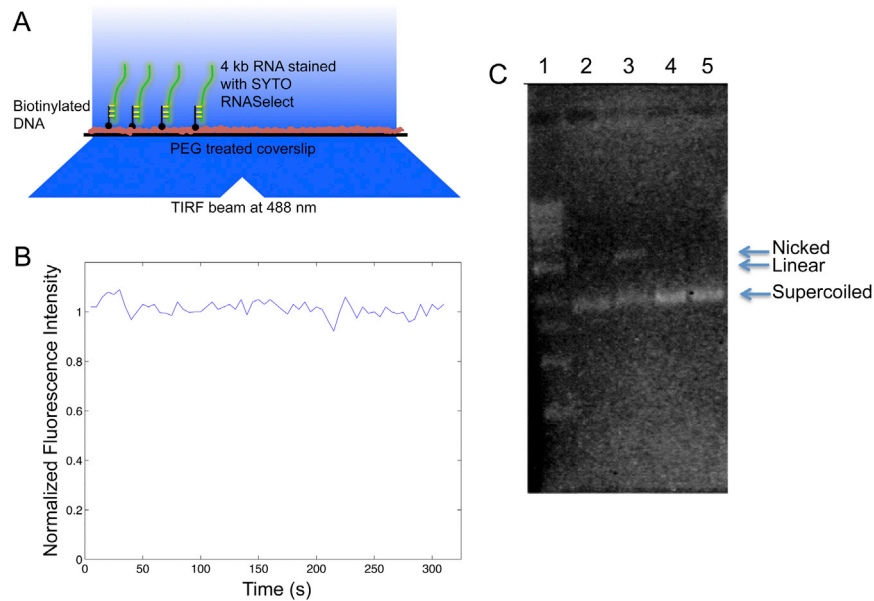 A
4 kb RNA stained
with SYTO
RNASelect
Biotinylated
DNA
PEG treated coverslip
TIRF beam at 488 nm
B
Normalized Fluorescence Intensity
1
0.8
0.6
0.4
0.2
0
0 50 100 150 200 250 300
Time (s)
C
1 2 3 4 5
Nicked
Linear
Supercoiled